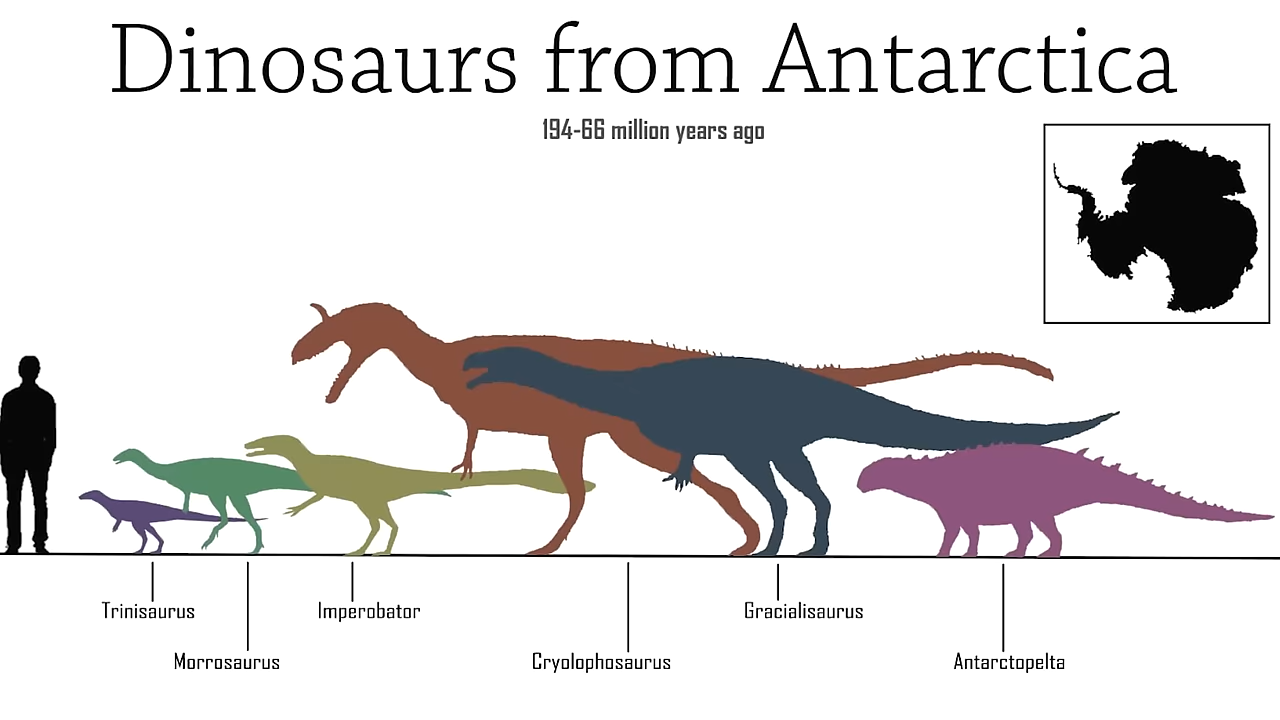 Dinosaurs from Antarctica
194-66 million years ago
Trinisaurus
Imperobator
Gracialisaurus
Morrosaurus
Cryolophosaurus
Antarctopelta